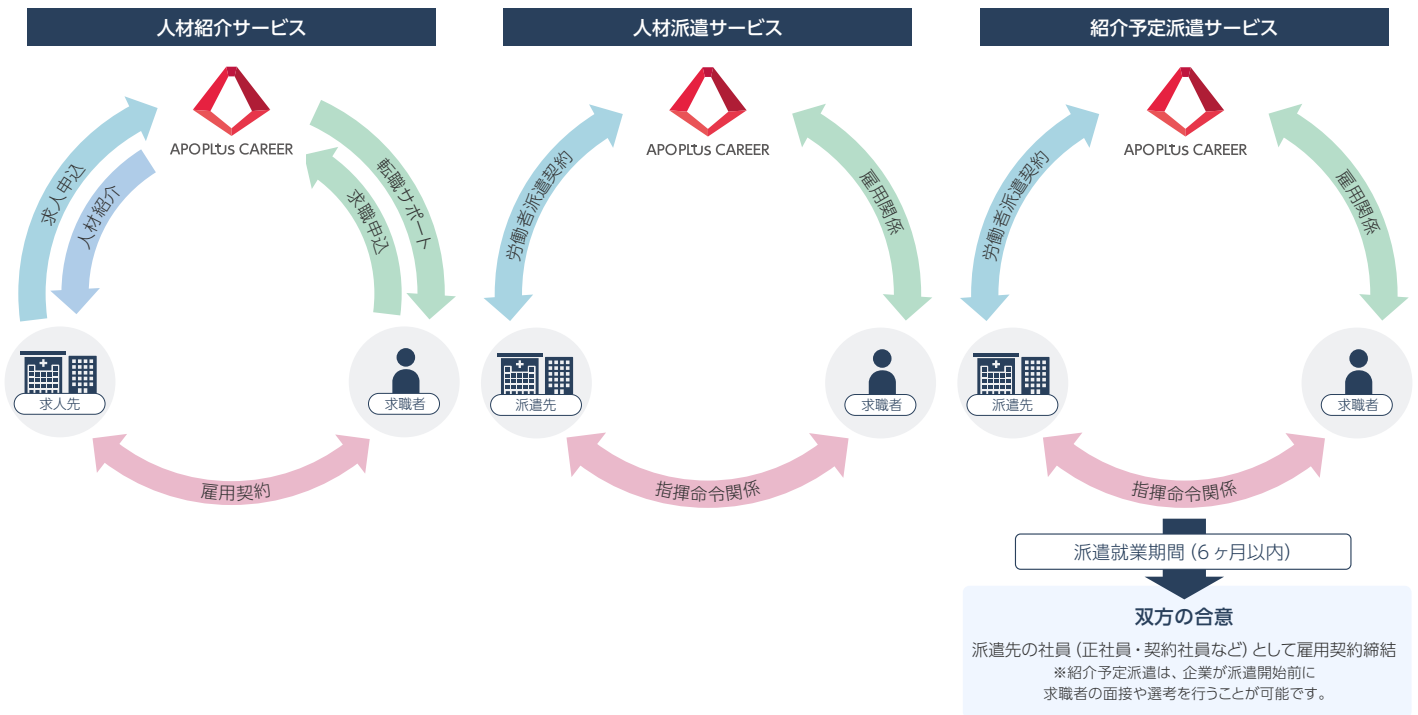 人材紹介サービス
APOPLUS CAREER
求人申込
人材紹介
転職サポート
求職申込
求人先
求職者
雇用契約
人材派遣サービス
APOPLUS CAREER
労働者派遣契約
雇用関係
派遣先
求職者
指揮命令関係
紹介予定派遣サービス
APOPLUS CAREER
労働者派遣契約
雇用関係
派遣先
求職者
指揮命令関係
派遣就業期間(6ヶ月以内)
双方の合意
派遣先の社員(正社員・契約社員など)として雇用契約締結
※紹介予定派遣は、企業が派遣開始前に
求職者の面接や選考を行うことが可能です。